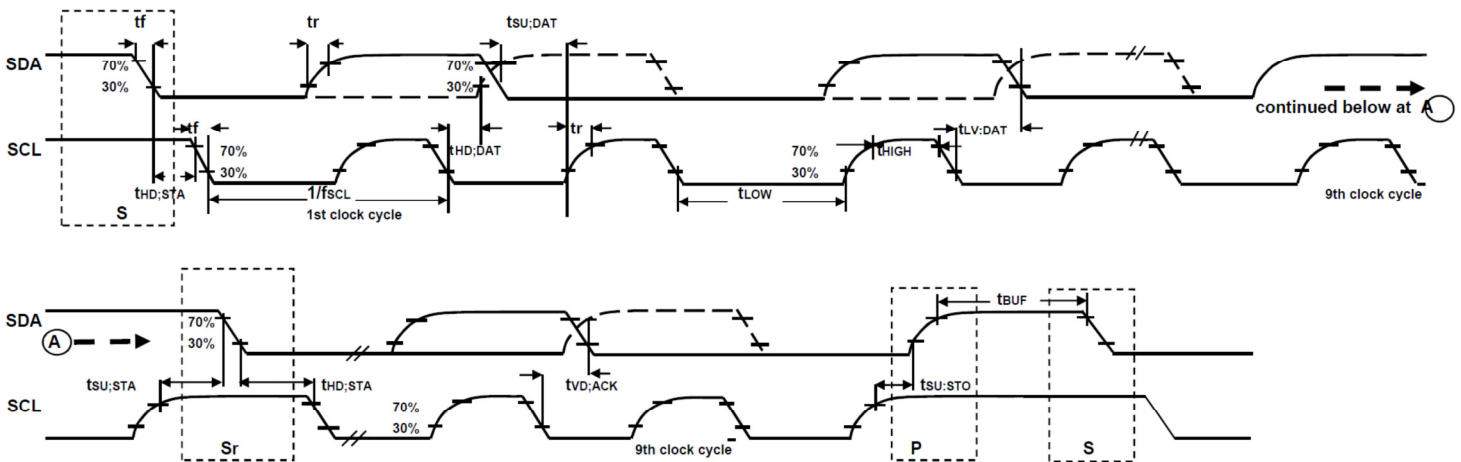 tf tr tSU;DAT
SDA 70% 70% 70%
30% 30% 30%
continued below at A
tf tr tLV:DAT
SCL 70% tHD;DAT 70% tHIGH
30% 30%
tHD;STA 1/fSCL tLOW
S 1st clock cycle 9th clock cycle
tBUF
SDA 70%
A 30%
tSU;STA tHD;STA tVD;ACK tSU:STO
SCL 70%
30%
Sr 9th clock cycle P S